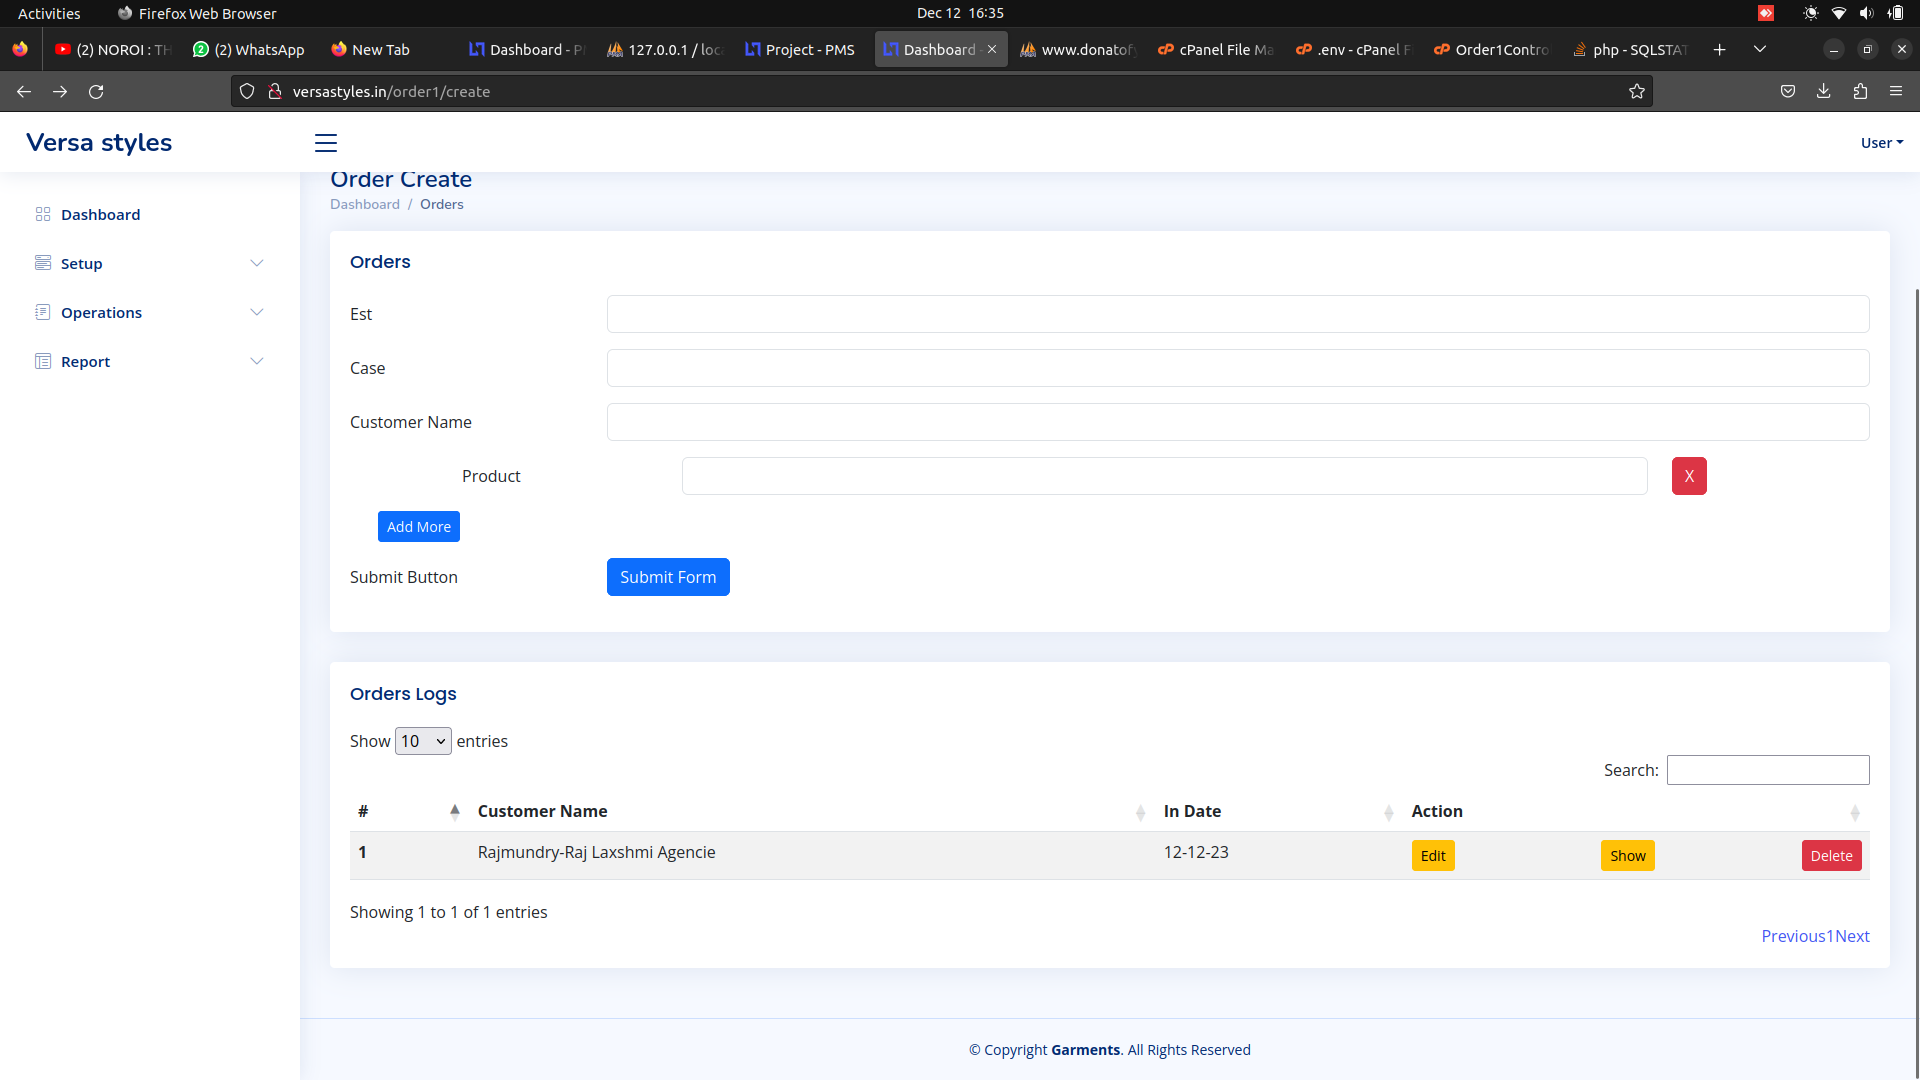 Activities
Firefox Web Browser
Dec 12 16:35
(2) NOROI : TH
(2) WhatsApp
New Tab
Dashboard - P
127.0.0.1 / loc
Project - PMS
Dashboard -
www.donatofy
cPanel File Ma
.env - cPanel F
Order1Contro
php - SQLSTAT
versastyles.in/order1/create
Versa styles
User
Dashboard
Setup
Operations
Report
Order Create
Dashboard / Orders
Orders
Est
Case
Customer Name
Product
X
Add More
Submit Button
Submit Form
Orders Logs
Show 10 entries
Search:
# Customer Name In Date Action
1 Rajmundry-Raj Laxshmi Agencie 12-12-23 Edit Show Delete
Showing 1 to 1 of 1 entries
Previous1Next
© Copyright Garments. All Rights Reserved